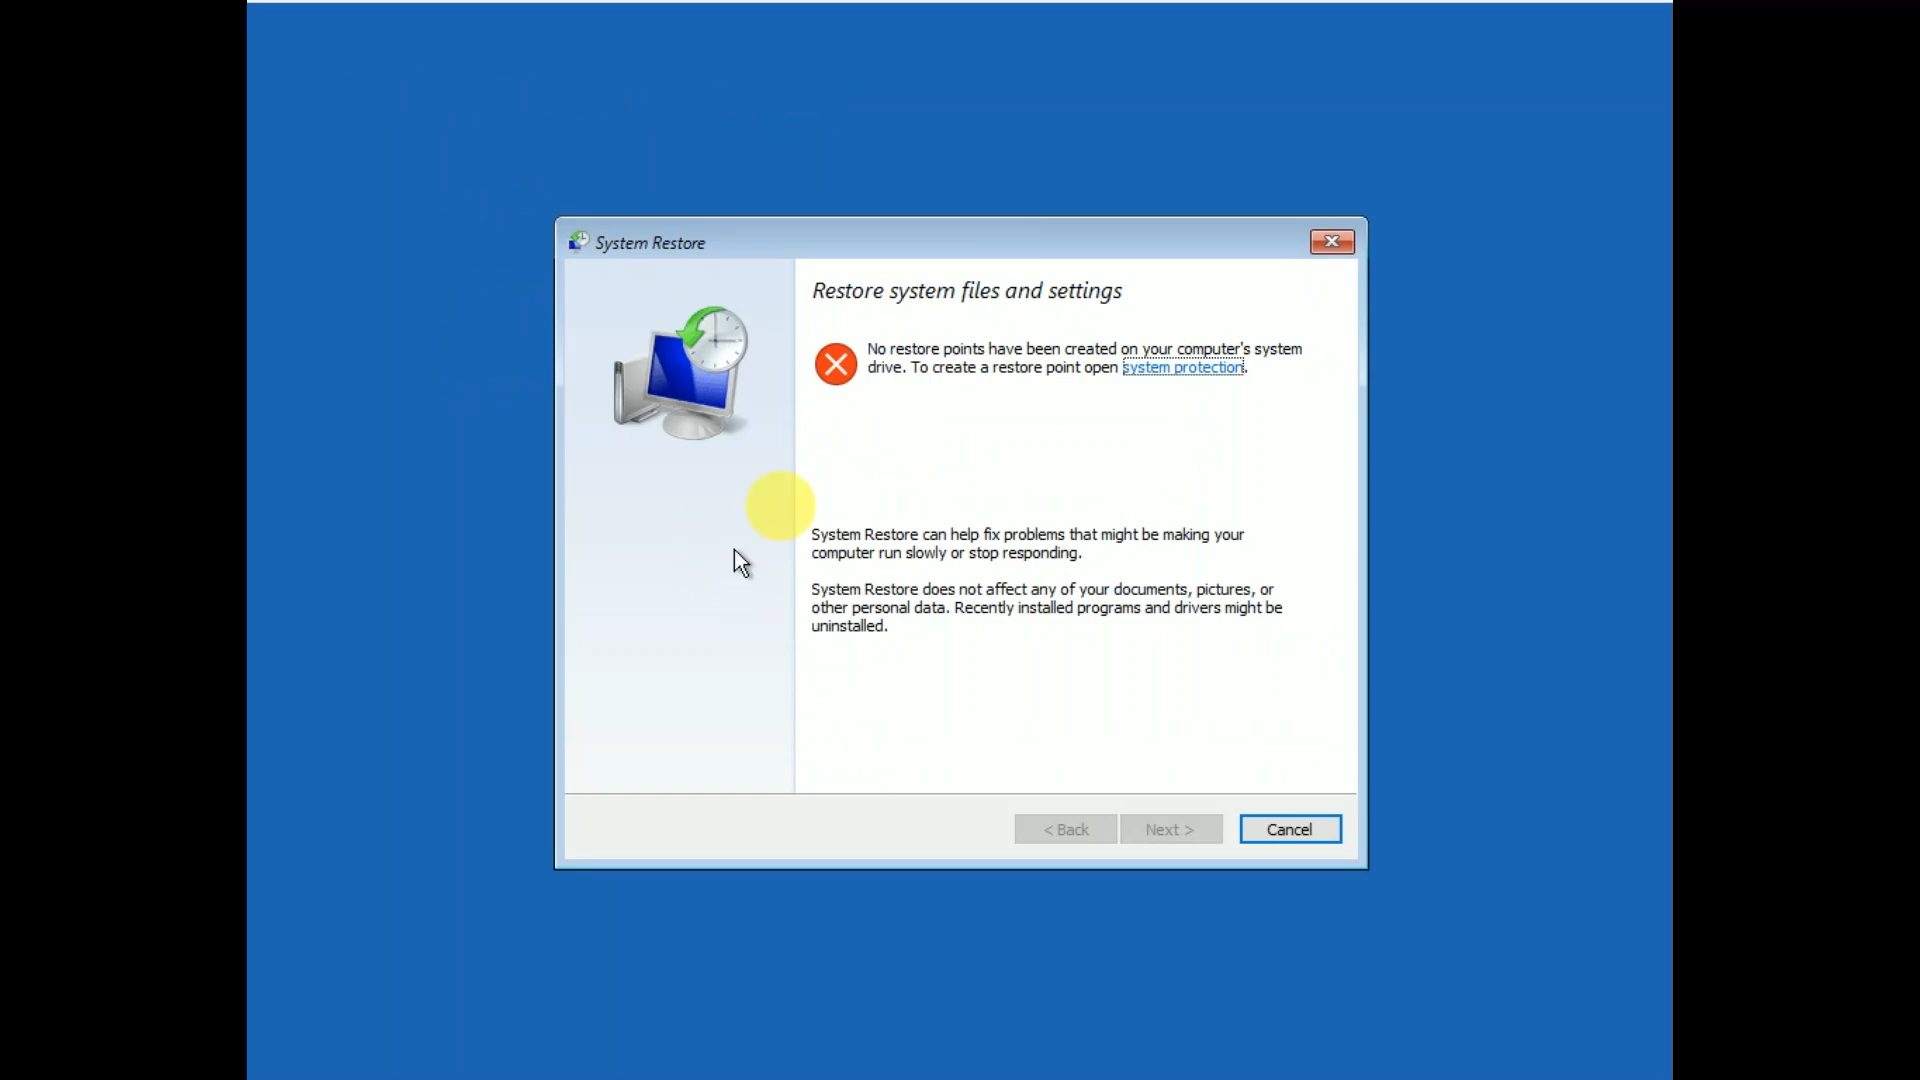 System Restore
Restore system files and settings
No restore points have been created on your computer's system
drive. To create a restore point open system protection.
System Restore can help fix problems that might be making your
computer run slowly or stop responding.
System Restore does not affect any of your documents, pictures, or
other personal data. Recently installed programs and drivers might be
uninstalled.
< Back Next > Cancel